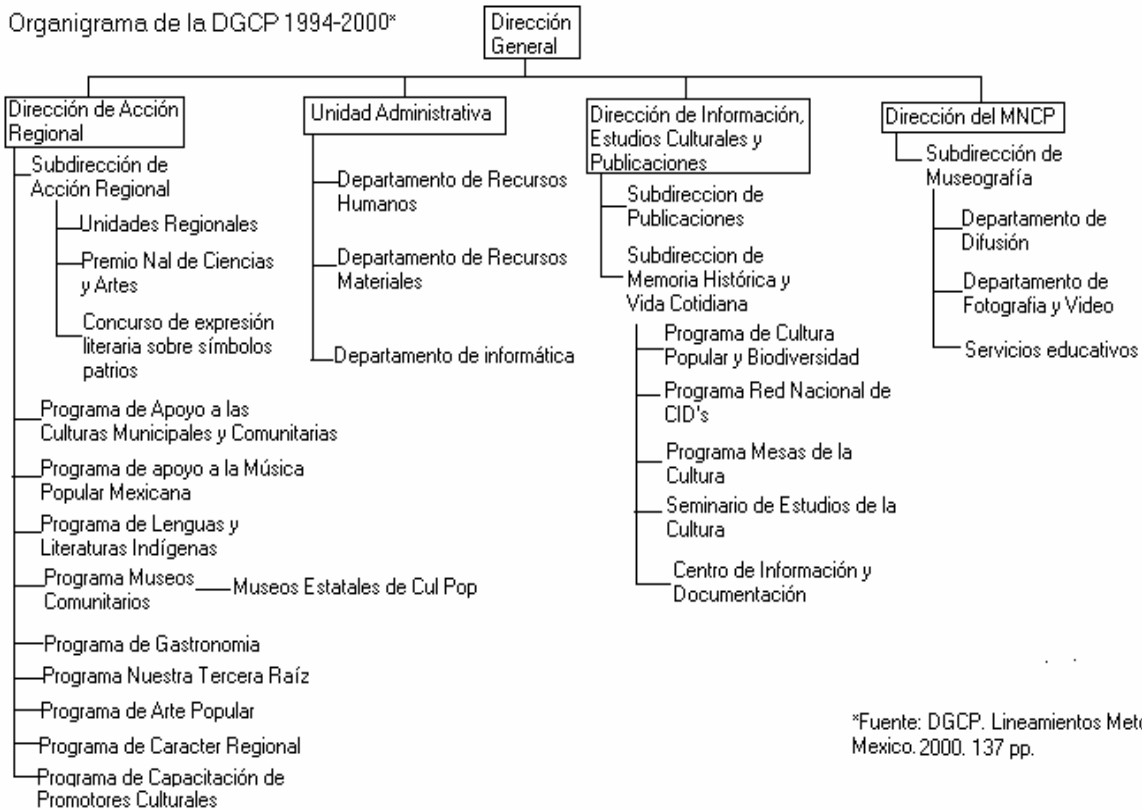 Organigrama de la DGCP 1994-2000*
Dirección
General
Dirección de Acción
Regional
Subdirección de
Acción Regional
Unidades Regionales
Premio Nal de Ciencias
y Artes
Concurso de expresión
literaria sobre símbolos
patrios
Programa de Apoyo a las
Culturas Municipales y Comunitarias
Programa de apoyo a la Música
Popular Mexicana
Programa de Lenguas y
Literaturas Indígenas
Programa Museos
Comunitarios
Museos Estatales de Cul Pop
Programa de Gastronomia
Programa Nuestra Tercera Raíz
Programa de Arte Popular
Programa de Caracter Regional
Programa de Capacitación de
Promotores Culturales
Unidad Administrativa
Departamento de Recursos
Humanos
Departamento de Recursos
Materiales
Departamento de informática
Dirección de Información,
Estudios Culturales y
Publicaciones
Subdireccion de
Publicaciones
Subdireccion de
Memoria Histórica y
Vida Cotidiana
Programa de Cultura
Popular y Biodiversidad
Programa Red Nacional de
CID's
Programa Mesas de la
Cultura
Seminario de Estudios de la
Cultura
Centro de Información y
Documentación
Dirección del MNCP
Subdirección de
Museografía
Departamento de
Difusión
Departamento de
Fotografia y Video
Servicios educativos
*Fuente: DGCP. Lineamientos Meto
Mexico. 2000. 137 pp.